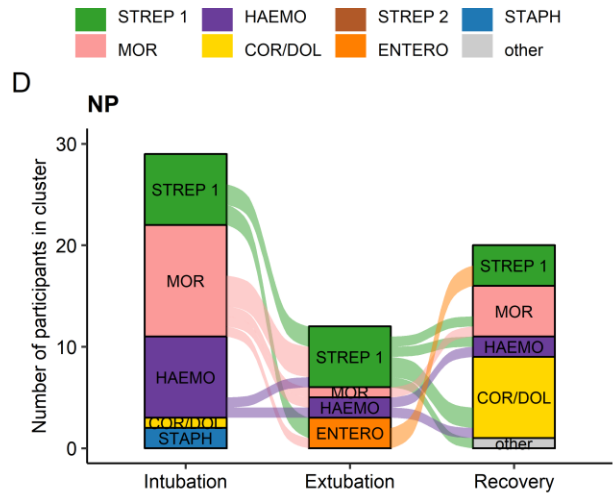 STREP 1 HAEMO STREP 2 STAPH
MOR COR/DOL ENTERO other
D
NP
Number of participants in cluster
30
20
10
0
STREP 1
MOR
HAEMO
COR/DOL
STAPH
STREP 1
MOR
HAEMO
ENTERO
STREP 1
MOR
HAEMO
COR/DOL
other
Intubation Extubation Recovery